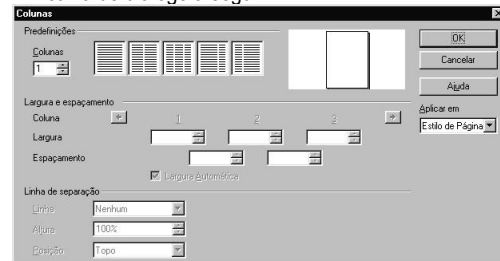 Colunas
Predefinições
Colunas
1
OK
Cancelar
Ajuda
Largura e espaçamento
Aplicar em
Coluna 1 2 3
Estilo de Página
Largura
Espaçamento
Largura Automática
Linha de separação
Linha Nenhum
Altura 100%
Posição Topo